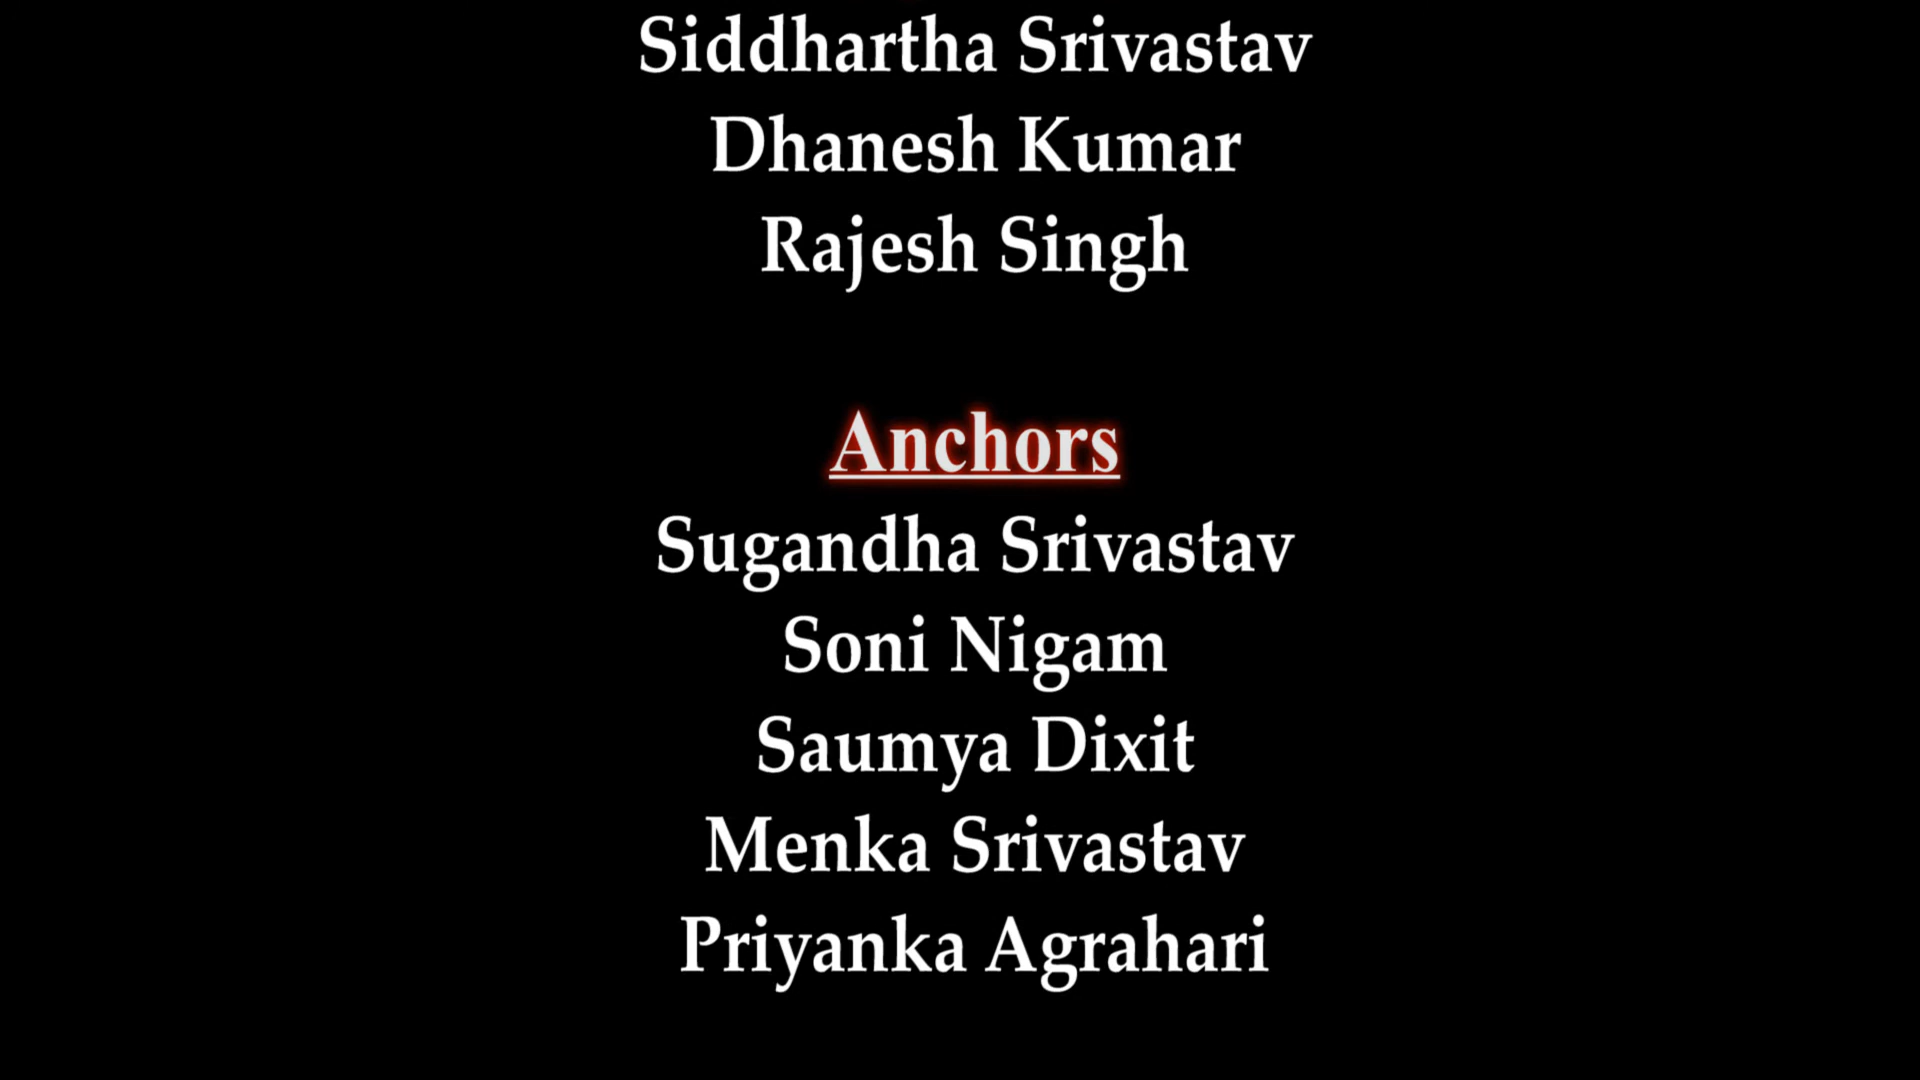 Siddhartha Srivastav
Dhanesh Kumar
Rajesh Singh
Anchors
Sugandha Srivastav
Soni Nigam
Saumya Dixit
Menka Srivastav
Priyanka Agrahari